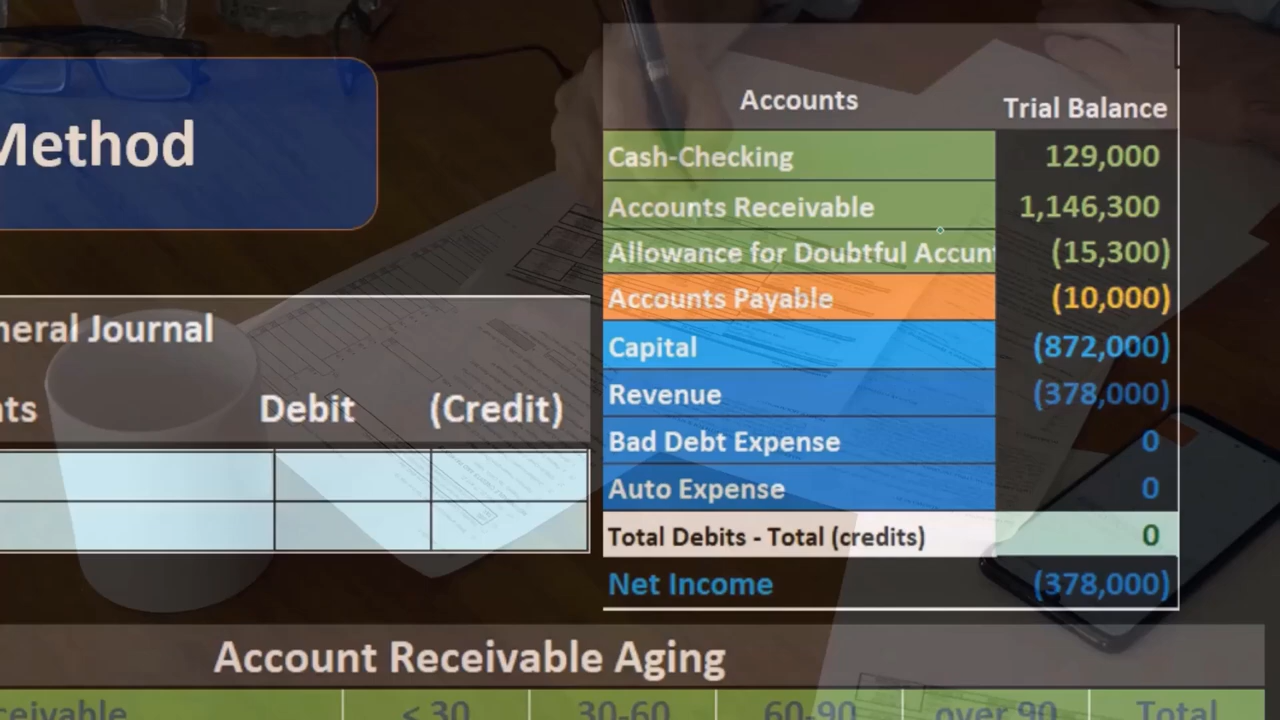 Method
Accounts Trial Balance
Cash-Checking 129,000
Accounts Receivable 1,146,300
Allowance for Doubtful Accun (15,300)
Accounts Payable (10,000)
Capital (872,000)
Revenue (378,000)
Bad Debt Expense 0
Auto Expense 0
Total Debits - Total (credits) 0
Net Income (378,000)
neral Journal
nts Debit (Credit)
Account Receivable Aging
ceivable < 30 30-60 60-90 over 90 Total